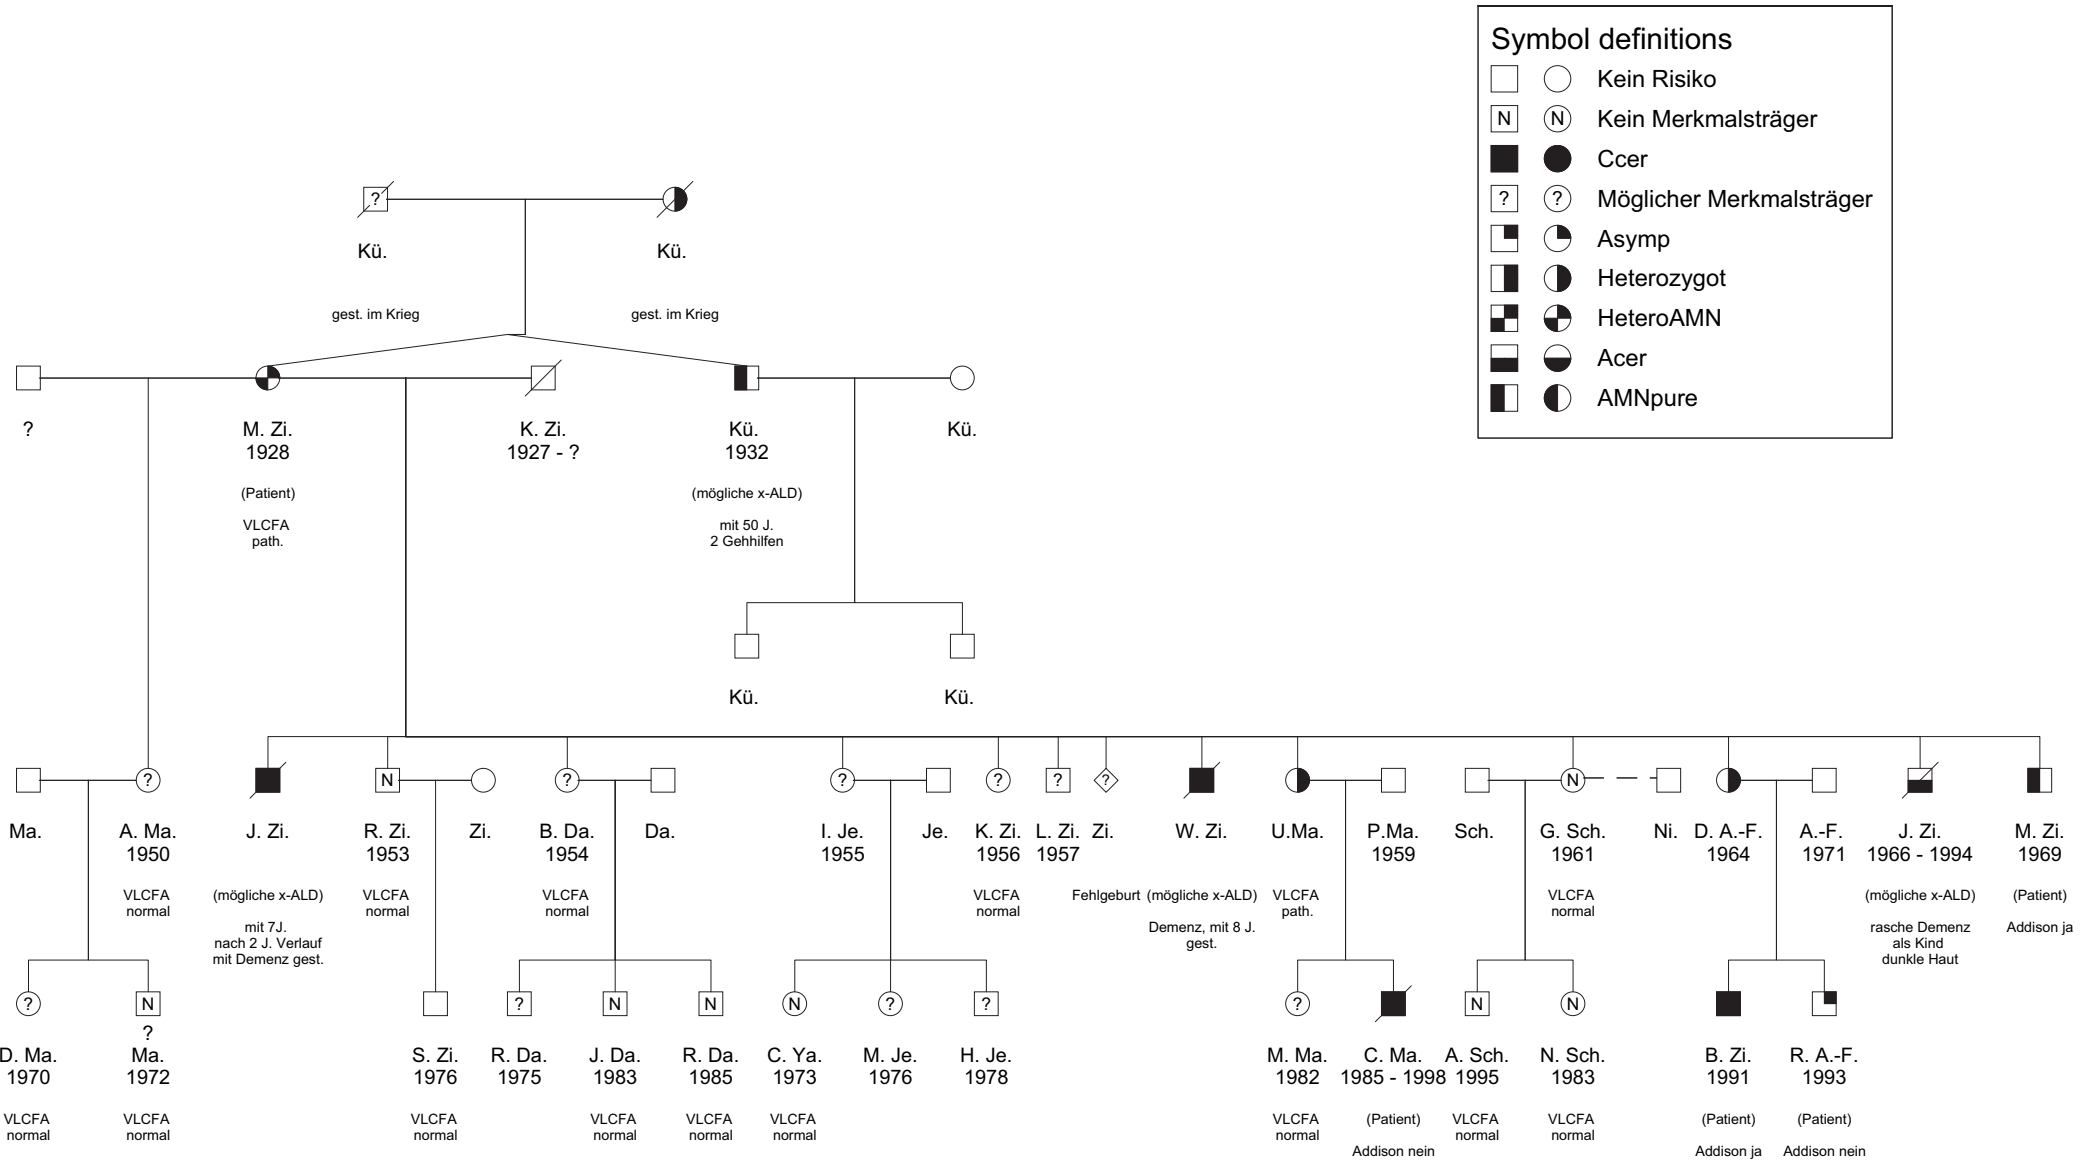 Symbol definitions
Kein Risiko
N N Kein Merkmalsträger
Ccer
? ? Möglicher Merkmalsträger
Asymp
Heterozygot
HeteroAMN
Acer
AMNpure
?
Kü. Kü.
gest. im Krieg gest. im Krieg
? M. Zi. K. Zi. Kü. Kü.
1928 1927 - ? 1932
(Patient) (mögliche x-ALD)
VLCFA mit 50 J.
path. 2 Gehhilfen
Kü. Kü.
? N ? ? ? ? ? N
Ma. A. Ma. J. Zi. R. Zi. Zi. B. Da. Da. I. Je. Je. K. Zi. L. Zi. Zi. W. Zi. U.Ma. P.Ma. Sch. G. Sch. Ni. D. A.-F. A.-F. J. Zi. M. Zi.
1950 1953 1954 1955 1956 1957 1959 1961 1964 1971 1966 - 1994 1969
VLCFA (mögliche x-ALD) VLCFA VLCFA VLCFA Fehlgeburt (mögliche x-ALD) VLCFA VLCFA (mögliche x-ALD) (Patient)
normal normal normal normal path. normal
mit 7J. Demenz, mit 8 J. rasche Demenz Addison ja
nach 2 J. Verlauf gest. als Kind
mit Demenz gest. dunkle Haut
? N ? N N N ? ? ? N N
?
D. Ma. Ma. S. Zi. R. Da. J. Da. R. Da. C. Ya. M. Je. H. Je. M. Ma. C. Ma. A. Sch. N. Sch. B. Zi. R. A.-F.
1970 1972 1976 1975 1983 1985 1973 1976 1978 1982 1985 - 1998 1995 1983 1991 1993
VLCFA VLCFA VLCFA VLCFA VLCFA VLCFA VLCFA (Patient) VLCFA VLCFA (Patient) (Patient)
normal normal normal normal normal normal normal normal normal
Addison nein Addison ja Addison nein